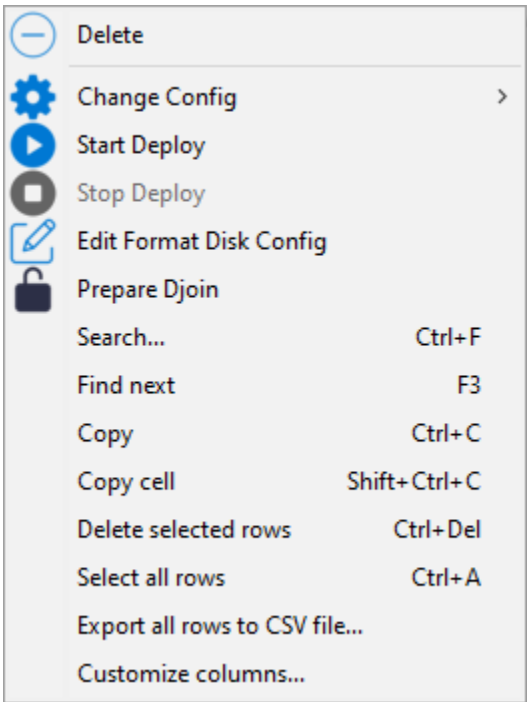 Delete
Change Config
Start Deploy
Stop Deploy
Edit Format Disk Config
Prepare Djoin
Search... Ctrl+F
Find next F3
Copy Ctrl+C
Copy cell Shift+Ctrl+C
Delete selected rows Ctrl+Del
Select all rows Ctrl+A
Export all rows to CSV file...
Customize columns...